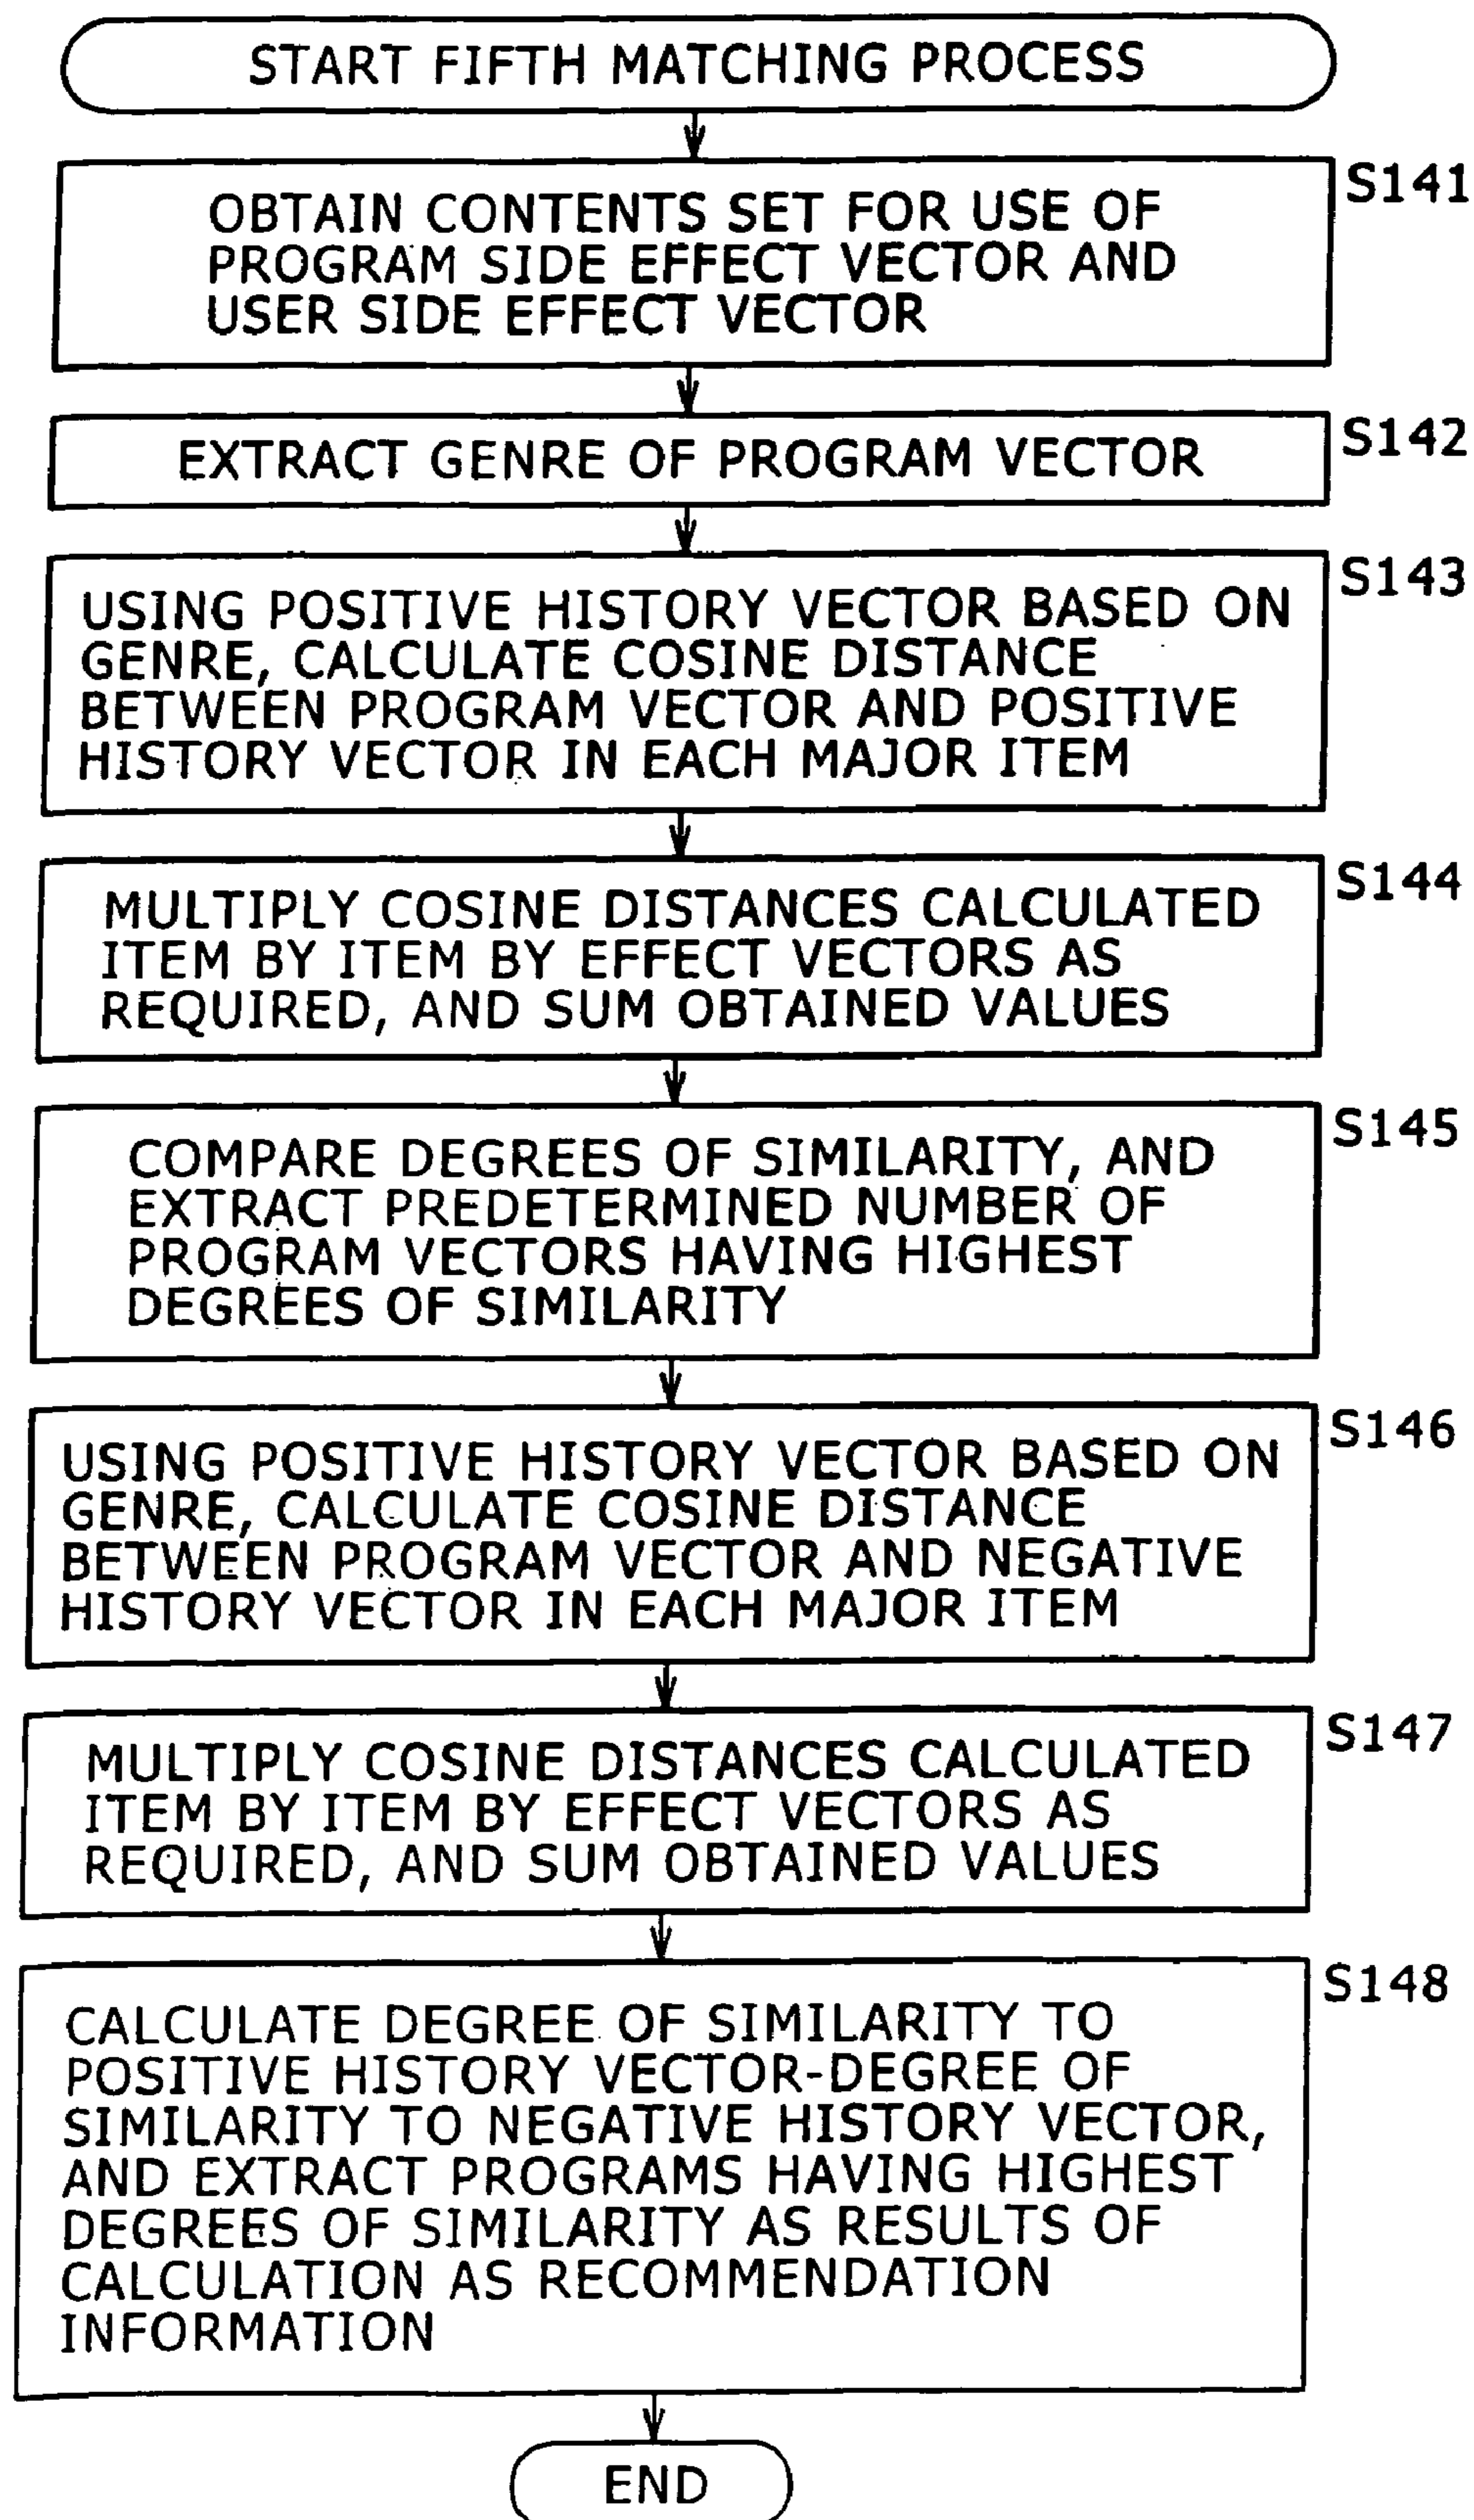 START FIFTH MATCHING PROCESS
S141
OBTAIN CONTENTS SET FOR USE OF
PROGRAM SIDE EFFECT VECTOR AND
USER SIDE EFFECT VECTOR
S142
EXTRACT GENRE OF PROGRAM VECTOR
S143
USING POSITIVE HISTORY VECTOR BASED ON
GENRE, CALCULATE COSINE DISTANCE
BETWEEN PROGRAM VECTOR AND POSITIVE
HISTORY VECTOR IN EACH MAJOR ITEM
S144
MULTIPLY COSINE DISTANCES CALCULATED
ITEM BY ITEM BY EFFECT VECTORS AS
REQUIRED, AND SUM OBTAINED VALUES
S145
COMPARE DEGREES OF SIMILARITY, AND
EXTRACT PREDETERMINED NUMBER OF
PROGRAM VECTORS HAVING HIGHEST
DEGREES OF SIMILARITY
S146
USING POSITIVE HISTORY VECTOR BASED ON
GENRE, CALCULATE COSINE DISTANCE
BETWEEN PROGRAM VECTOR AND NEGATIVE
HISTORY VECTOR IN EACH MAJOR ITEM
S147
MULTIPLY COSINE DISTANCES CALCULATED
ITEM BY ITEM BY EFFECT VECTORS AS
REQUIRED, AND SUM OBTAINED VALUES
S148
CALCULATE DEGREE OF SIMILARITY TO
POSITIVE HISTORY VECTOR-DEGREE OF
SIMILARITY TO NEGATIVE HISTORY VECTOR,
AND EXTRACT PROGRAMS HAVING HIGHEST
DEGREES OF SIMILARITY AS RESULTS OF
CALCULATION AS RECOMMENDATION
INFORMATION
END